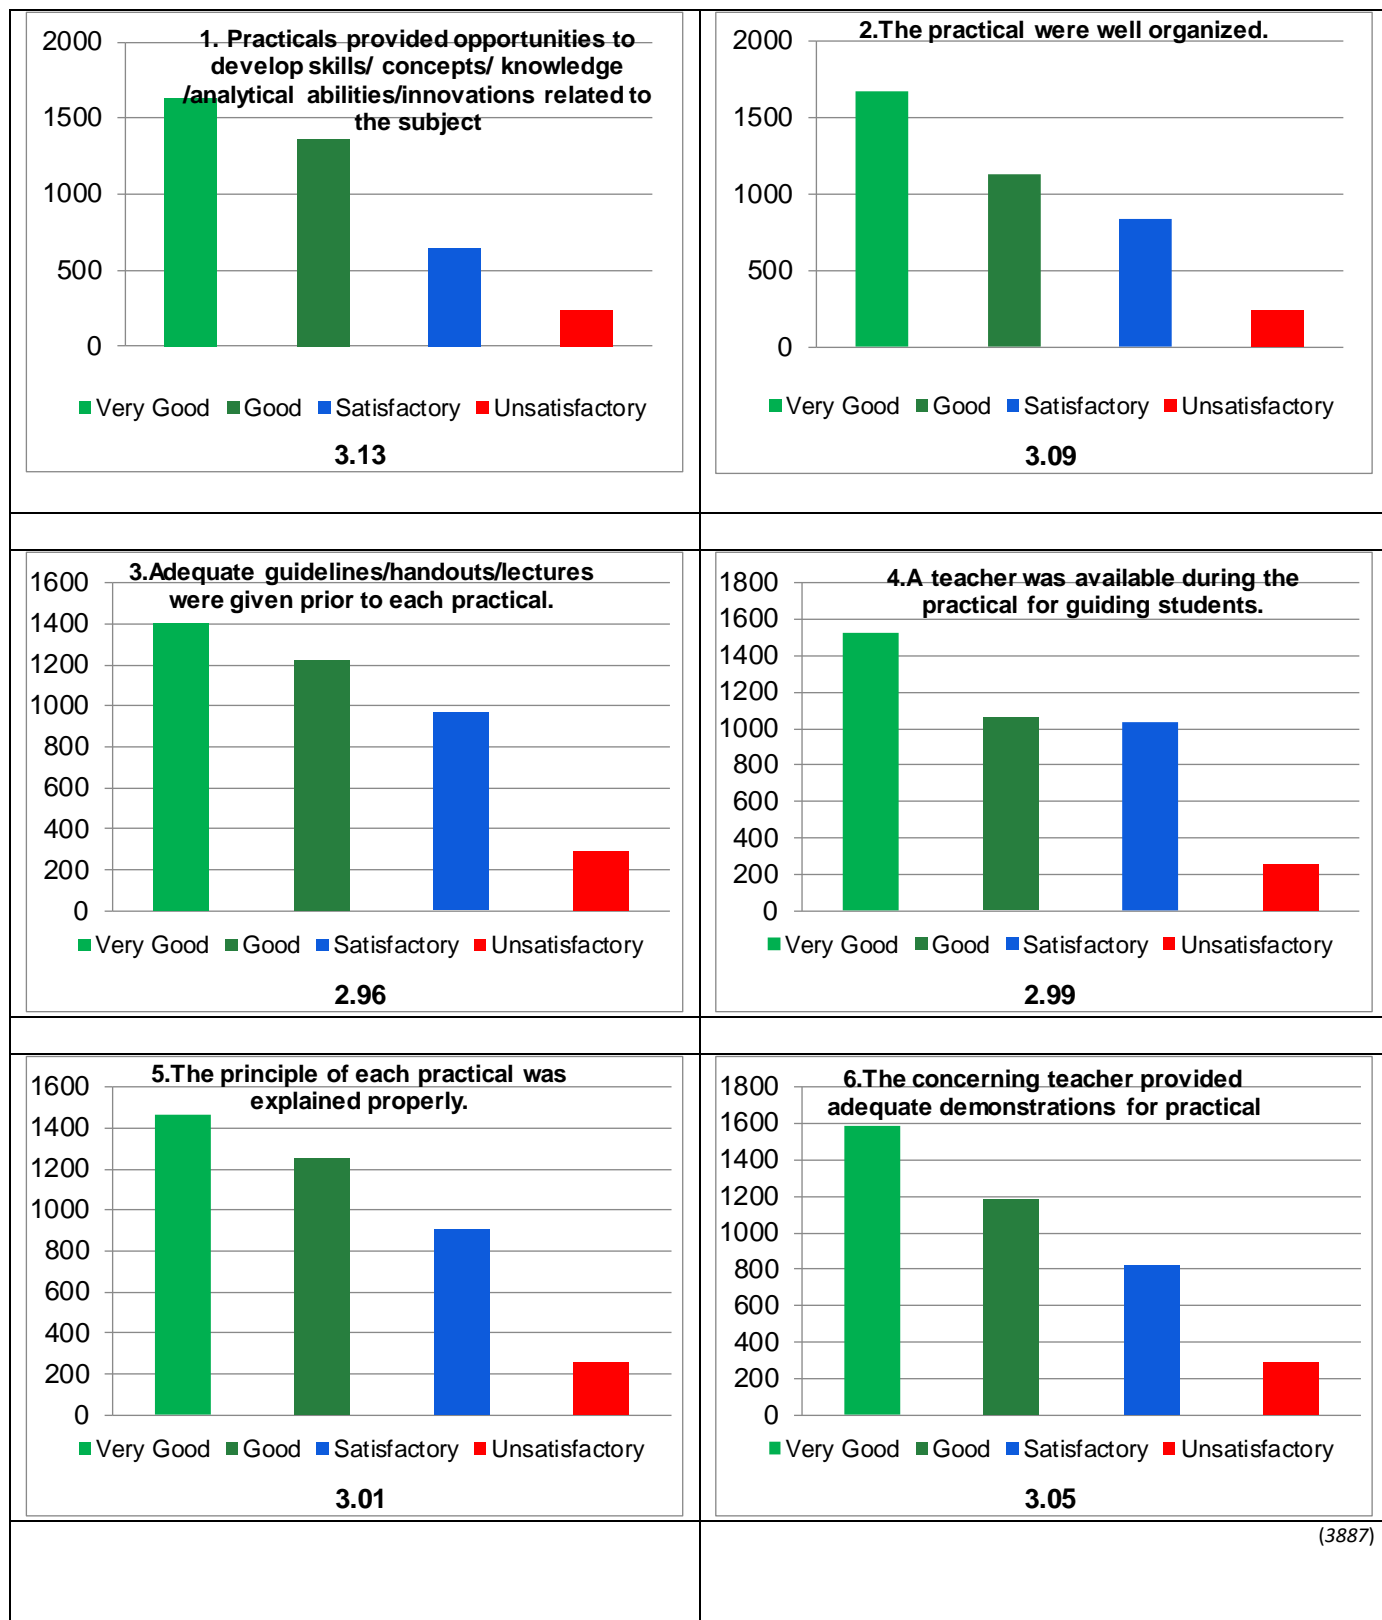 1. Practicals provided opportunities to
develop skills/ concepts/ knowledge
/analytical abilities/innovations related to
the subject
2000
1500
1000
500
0
Very Good Good Satisfactory Unsatisfactory
3.13
2.The practical were well organized.
2000
1500
1000
500
0
Very Good Good Satisfactory Unsatisfactory
3.09
3.Adequate guidelines/handouts/lectures
were given prior to each practical.
1600
1400
1200
1000
800
600
400
200
0
Very Good Good Satisfactory Unsatisfactory
2.96
4.A teacher was available during the
practical for guiding students.
1800
1600
1400
1200
1000
800
600
400
200
0
Very Good Good Satisfactory Unsatisfactory
2.99
5.The principle of each practical was
explained properly.
1600
1400
1200
1000
800
600
400
200
0
Very Good Good Satisfactory Unsatisfactory
3.01
6.The concerning teacher provided
adequate demonstrations for practical
1800
1600
1400
1200
1000
800
600
400
200
0
Very Good Good Satisfactory Unsatisfactory
3.05
(3887)